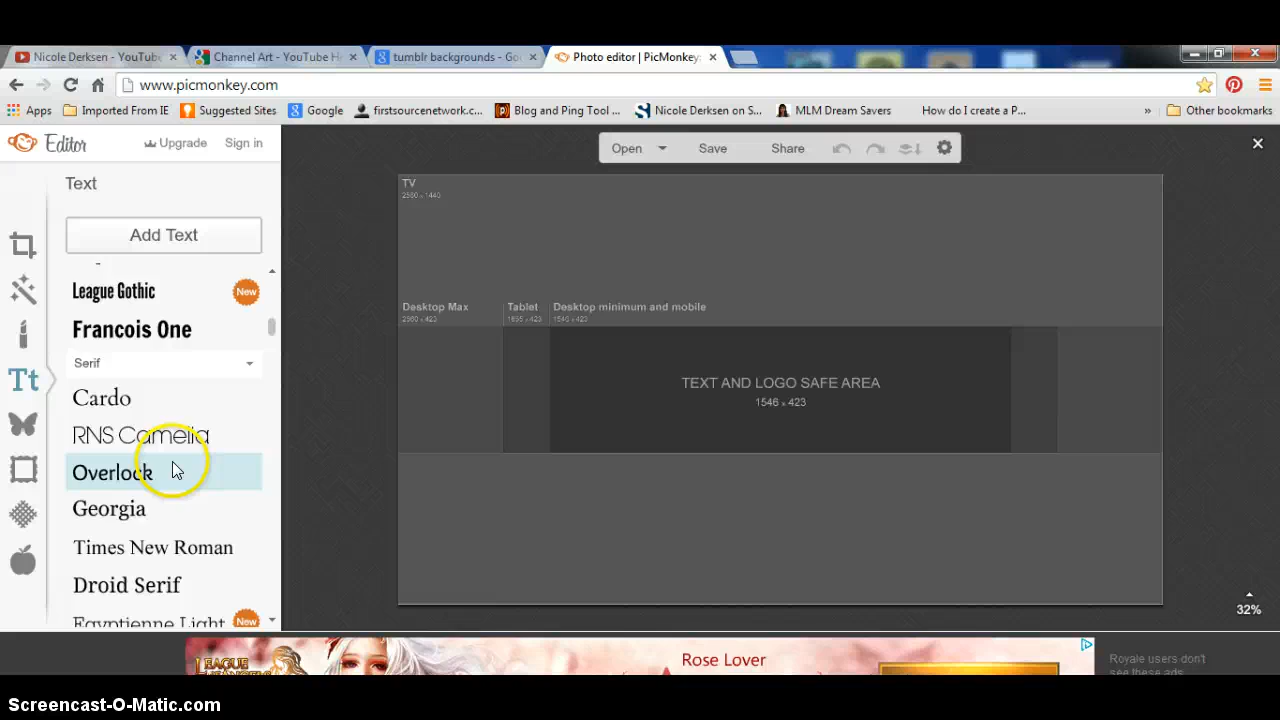 Nicole Derksen - YouTube
Channel Art - YouTube H
tumblr backgrounds - Go
Photo editor | PicMonkey
www.picmonkey.com
Apps
Imported From IE
Suggested Sites
Google
firstsourcenetwork.c...
Blog and Ping Tool ...
Nicole Derksen on S...
MLM Dream Savers
How do I create a P...
»
Other bookmarks
Editor
Upgrade
Sign in
Open
Save
Share
Text
Add Text
League Gothic
New
Francois One
Serif
Cardo
RNS Camelia
Overlock
Georgia
Times New Roman
Droid Serif
Egyptienne Light
New
TV
2560 x 1440
Desktop Max
2560 x 423
Tablet
1855 x 423
Desktop minimum and mobile
1546 x 423
TEXT AND LOGO SAFE AREA
1546 x 423
32%
LEAGUE
Rose Lover
Royale users don't
see these ads
Screencast-O-Matic.com